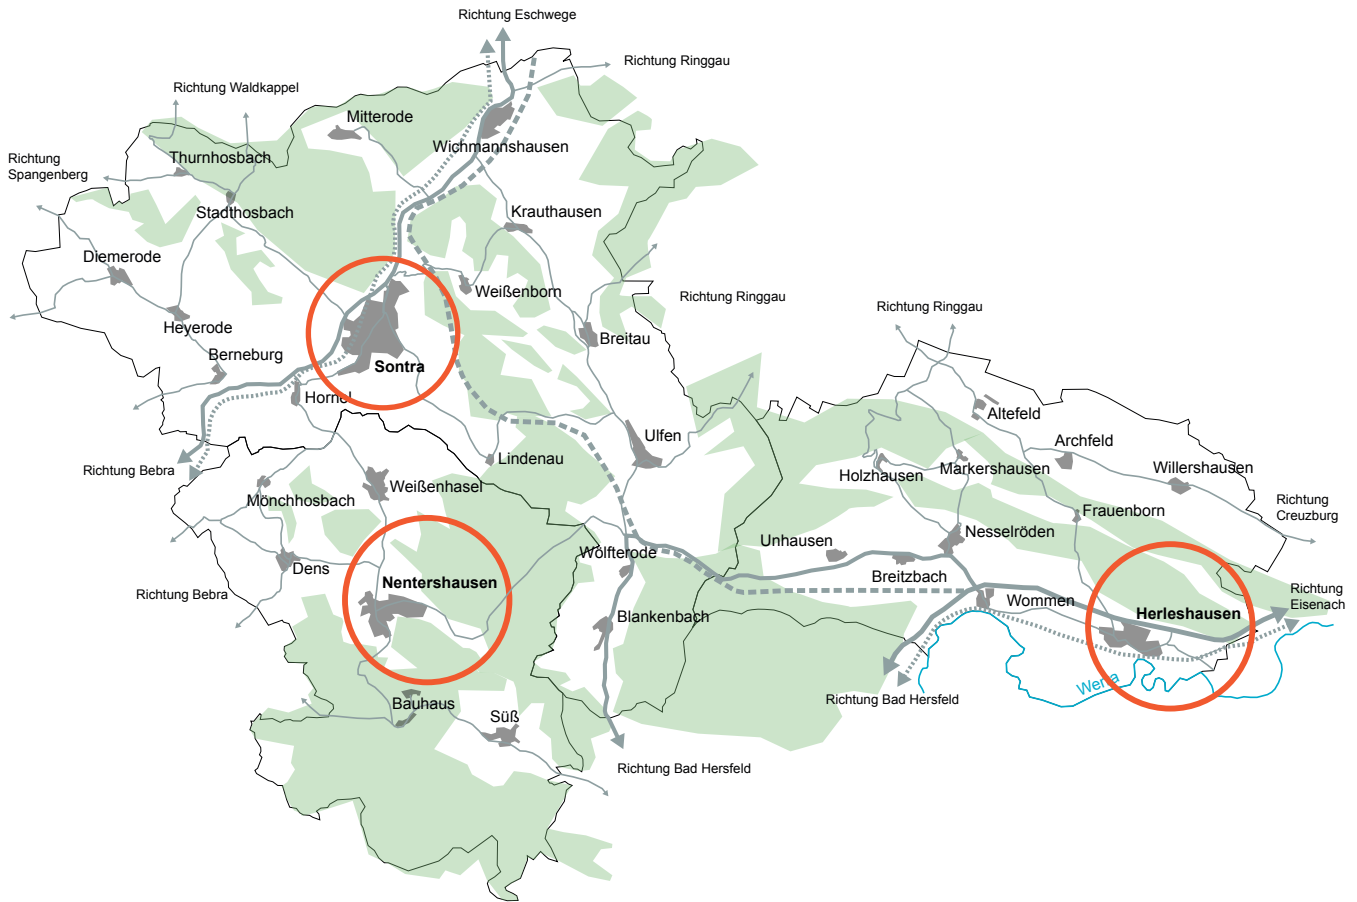 Richtung Eschwege
Richtung Ringgau
Richtung Waldkappel
Mitterode
Wichmannshausen
Richtung
Spangenberg
Thurnhosbach
Stadthosbach
Krauthausen
Diemerode
Weißenborn
Richtung Ringgau
Richtung Ringgau
Heyerode
Breitau
Berneburg
Sontra
Hornel
Altefeld
Ulfen
Archfeld
Lindenau
Richtung Bebra
Holzhausen
Markershausen
Willershausen
Weißenhasel
Mönchhosbach
Richtung
Creuzburg
Frauenborn
Unhausen
Nesselröden
Wölfterode
Dens
Nentershausen
Breitzbach
Richtung Bebra
Wommen
Richtung
Eisenach
Blankenbach
Herleshausen
Werra
Bauhaus
Süß
Richtung Bad Hersfeld
Richtung Bad Hersfeld